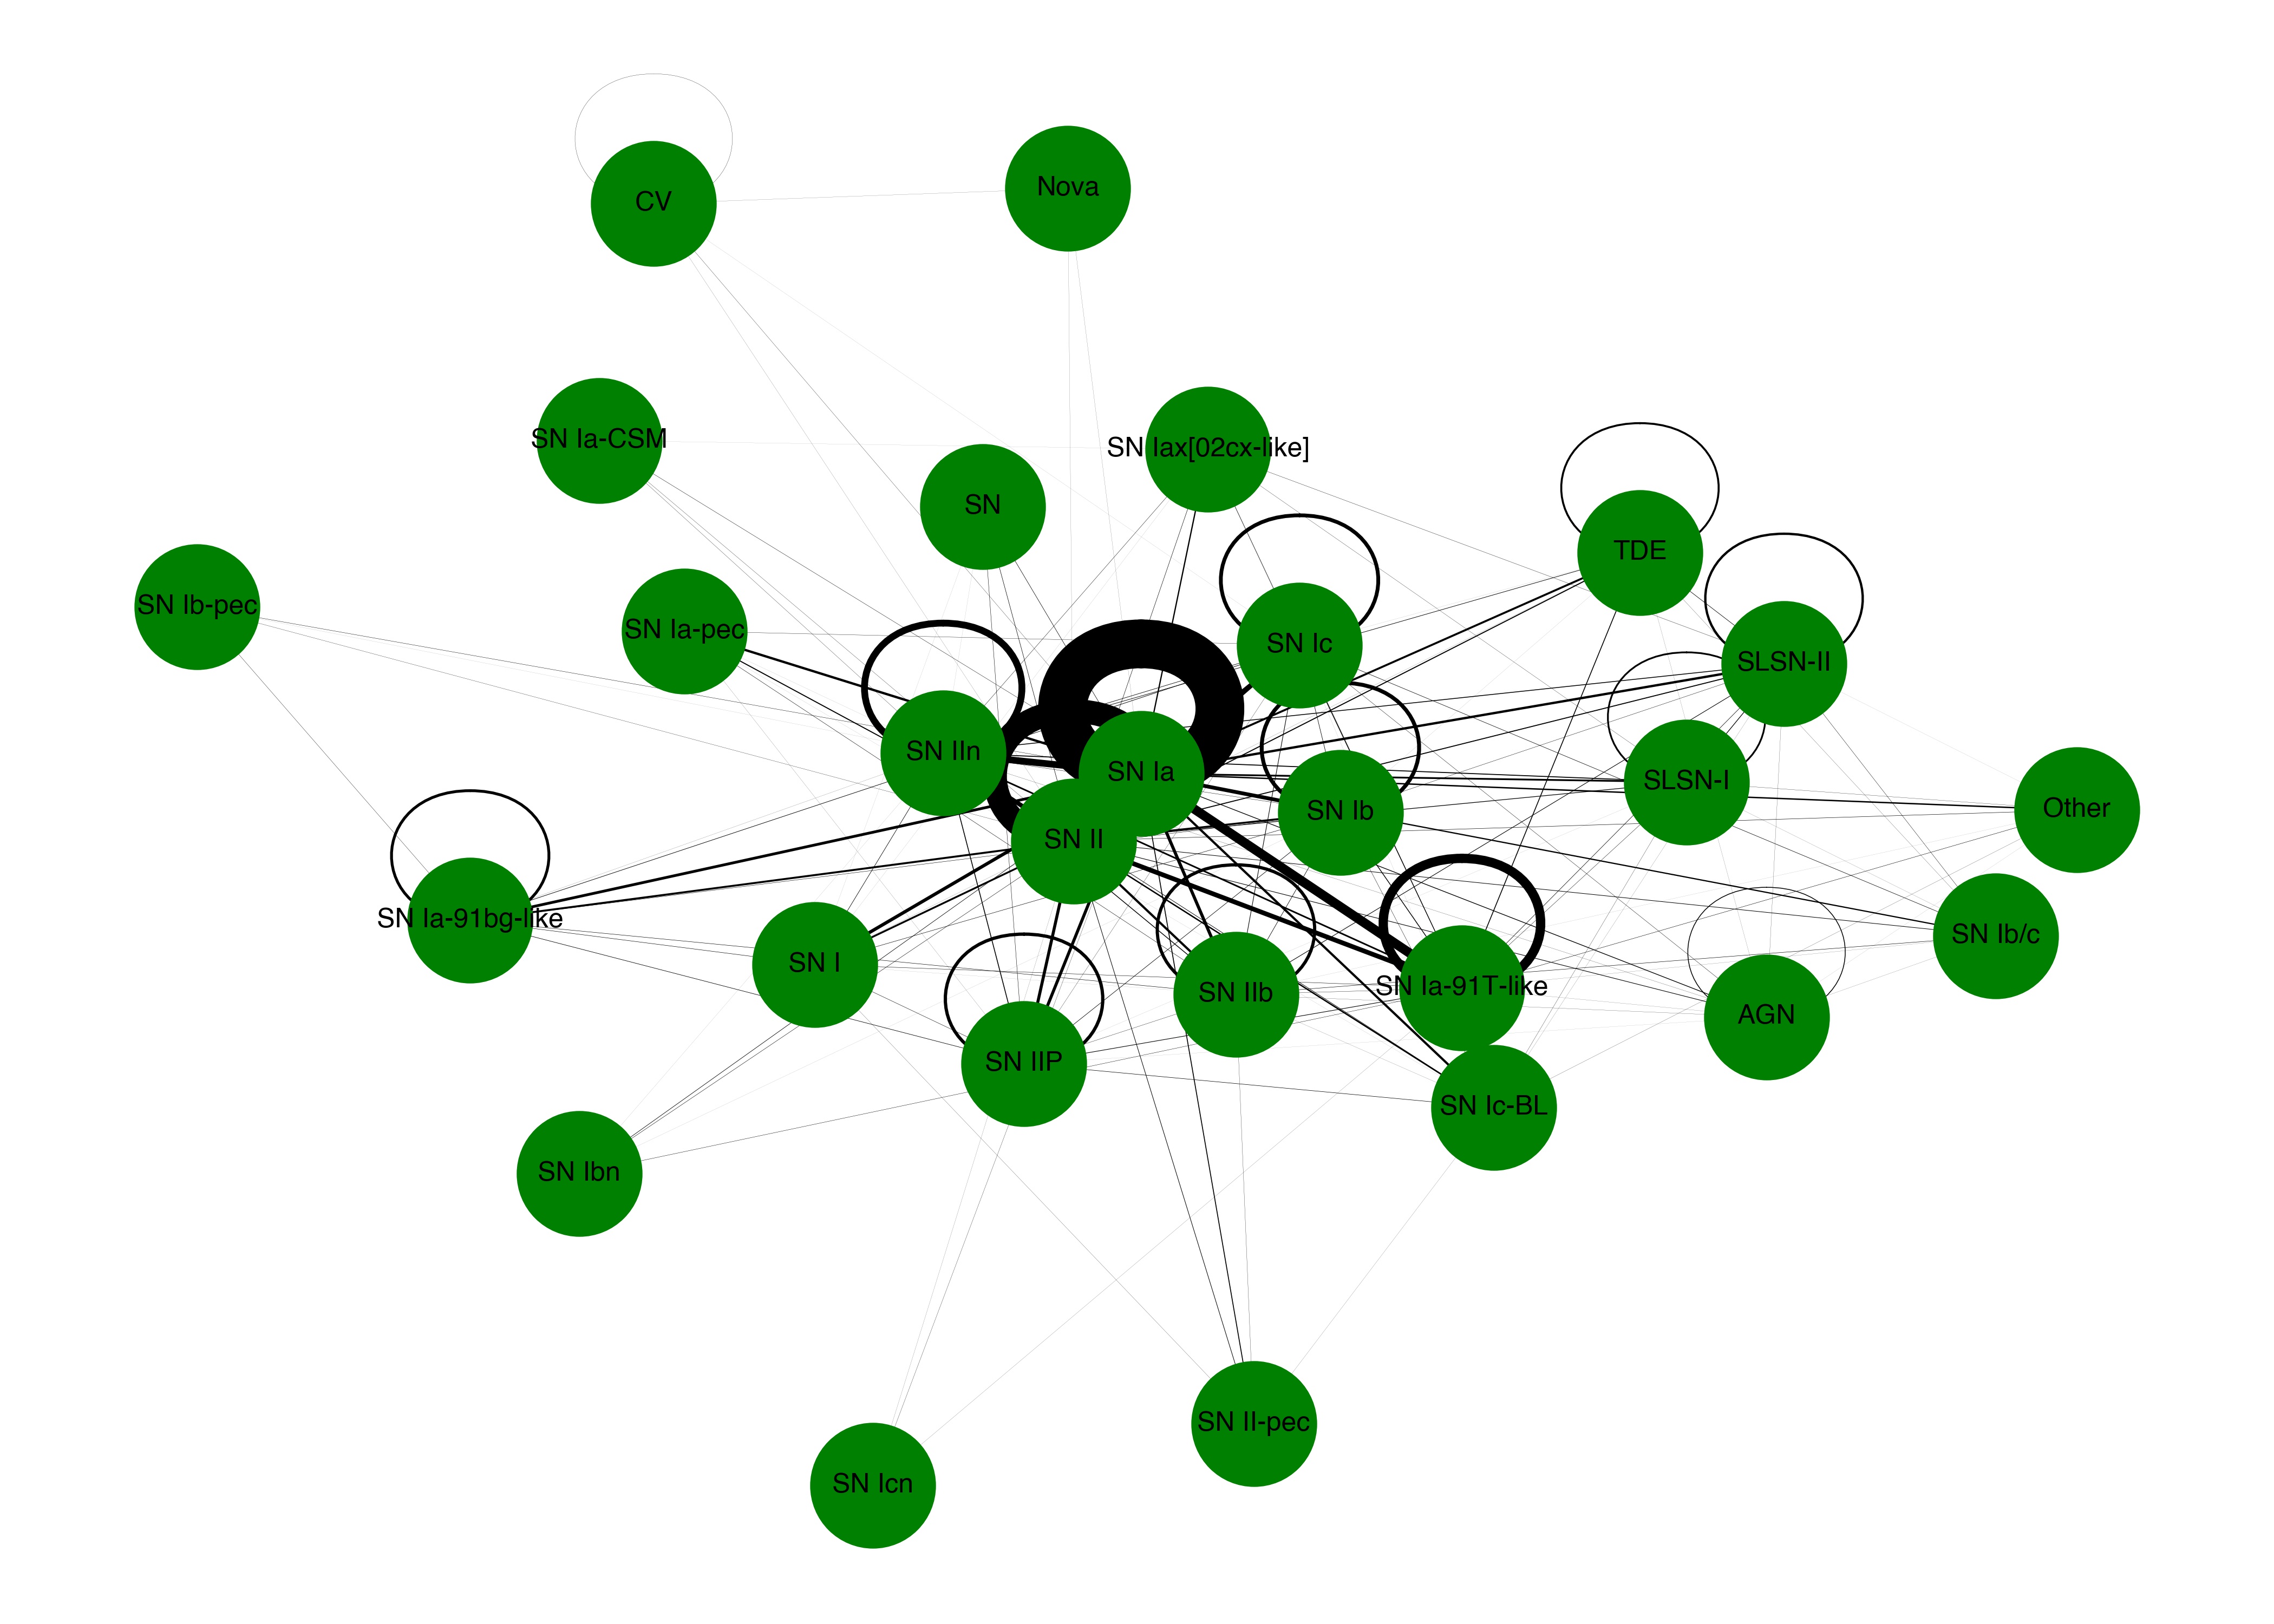 Nova
CV
SN Ia-CSM
SN Iax[02cx-like]
SN
TDE
SN Ib-pec
SN Ia-pec
SN Ic
SLSN-II
SN IIn
SN Ia
SLSN-I
SN Ib
Other
SN II
SN Ia-91bg-like
SN I
SN Ib/c
SN IIb
SN Ia-91T-like
AGN
SN IIP
SN Ic-BL
SN Ibn
SN II-pec
SN Icn